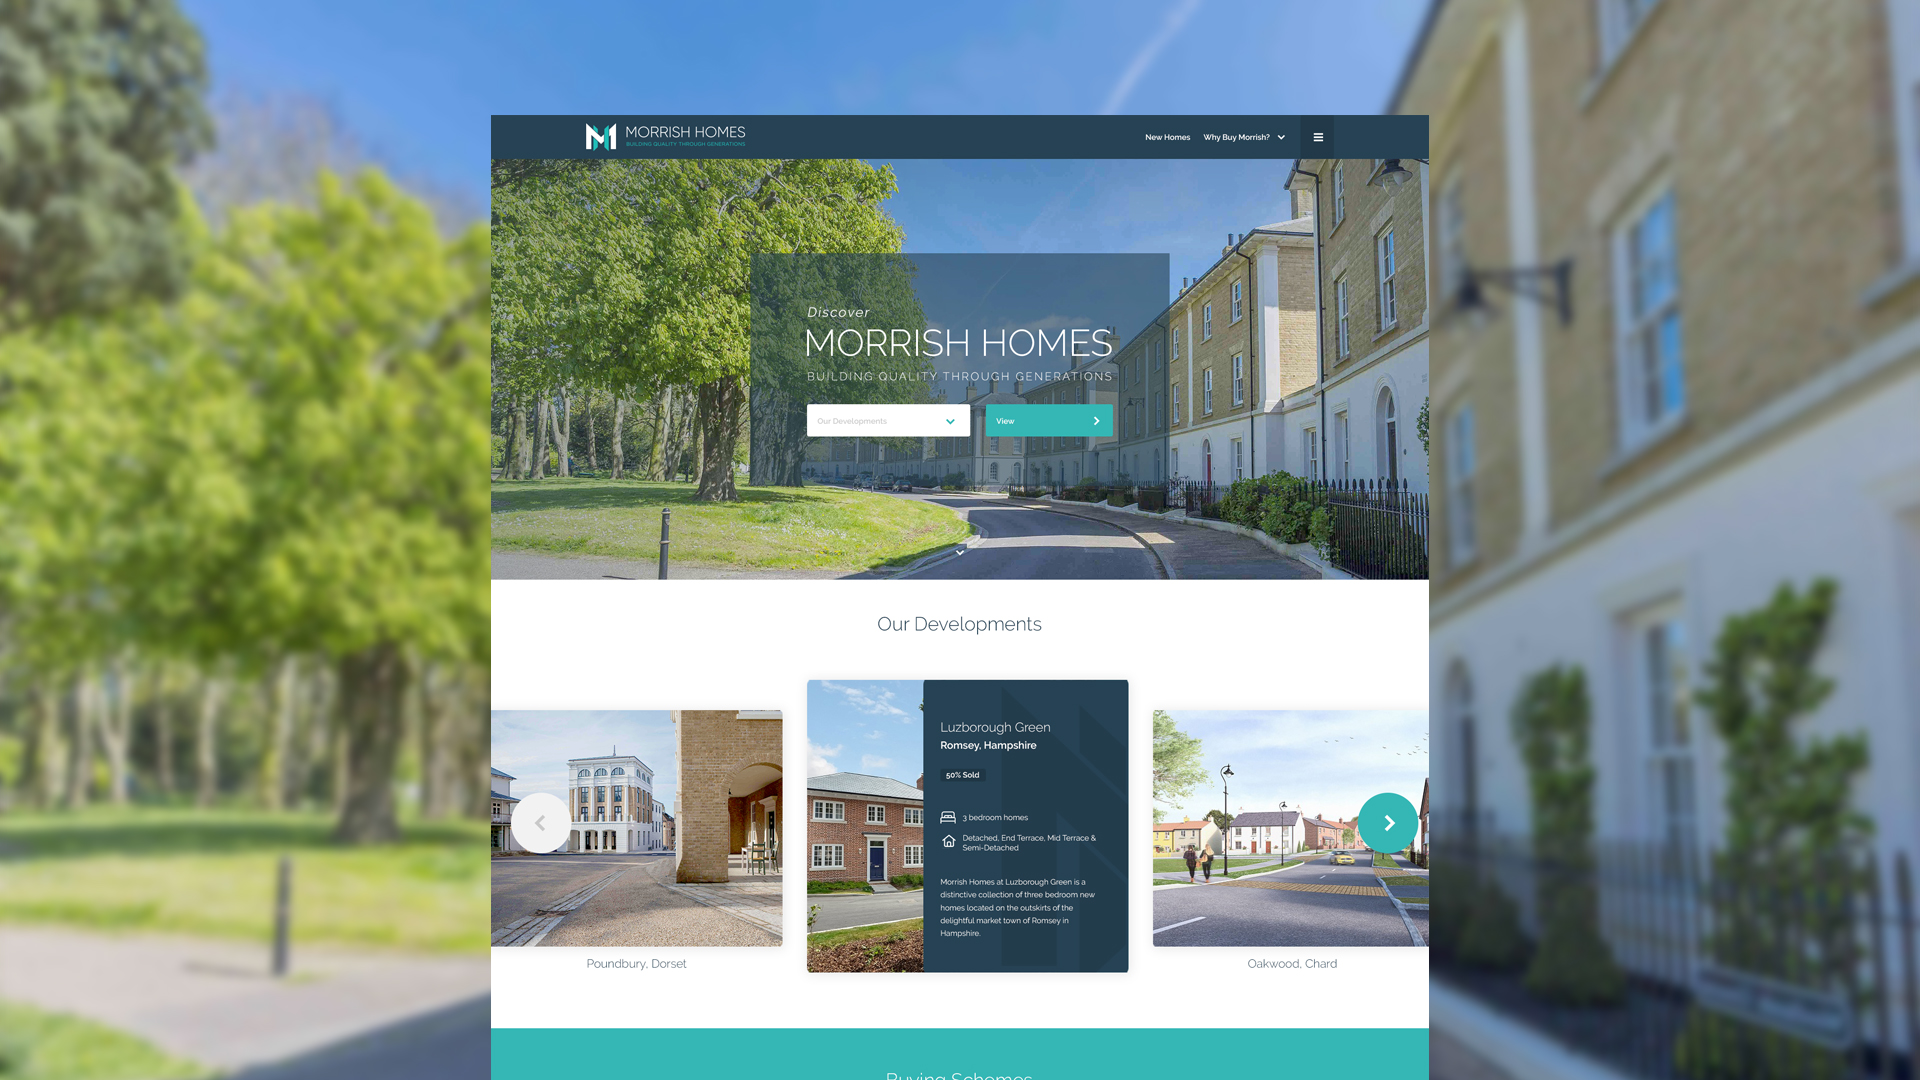 MORRISH HOMES
BUILDING QUALITY THROUGH GENERATIONS
New Homes
Why Buy Morrish?
Discover
MORRISH HOMES
BUILDING QUALITY THROUGH GENERATIONS
Our Developments
View
Our Developments
Luzborough Green
Romsey, Hampshire
50% Sold
3 bedroom homes
Detached, End Terrace, Mid Terrace &
Semi-Detached
Morrish Homes at Luzborough Green is a
distinctive collection of three bedroom new
homes located on the outskirts of the
delightful market town of Romsey in
Hampshire.
Poundbury, Dorset
Oakwood, Chard
Buying Schemes